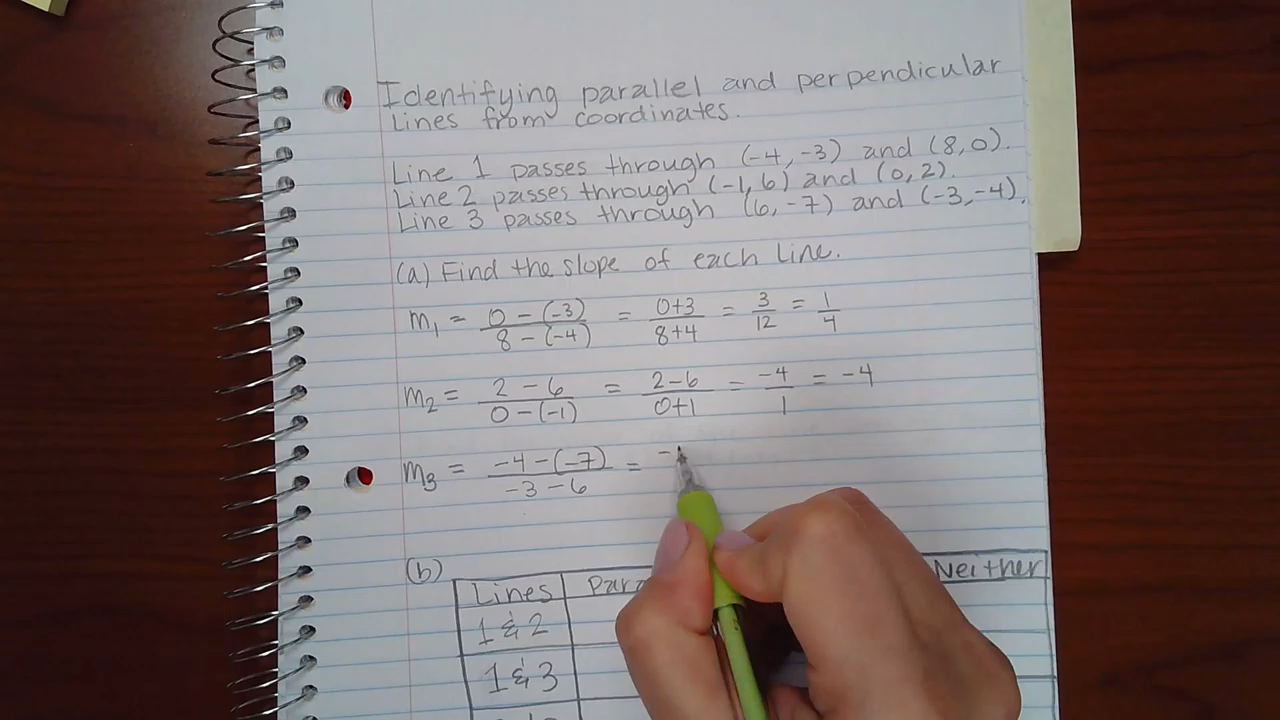 Identifying parallel and perpendicular
lines from coordinates.
Line 1 passes through (-4, -3) and (8,0).
Line 2 passes through (-1,6) and (0,2).
Line 3 passes through (6,-7) and (-3,-4).
(a) Find the slope of each line.
m₁ = (0 - (-3))/(8 - (-4)) = (0+3)/(8+4) = 3/12 = 1/4
m₂ = (2 - 6)/(0 - (-1)) = (2-6)/(0+1) = -4/1 = -4
m₃ = (-4 - (-7))/(-3 - 6) = -
(b)
Lines Neither
1 & 2
1 & 3